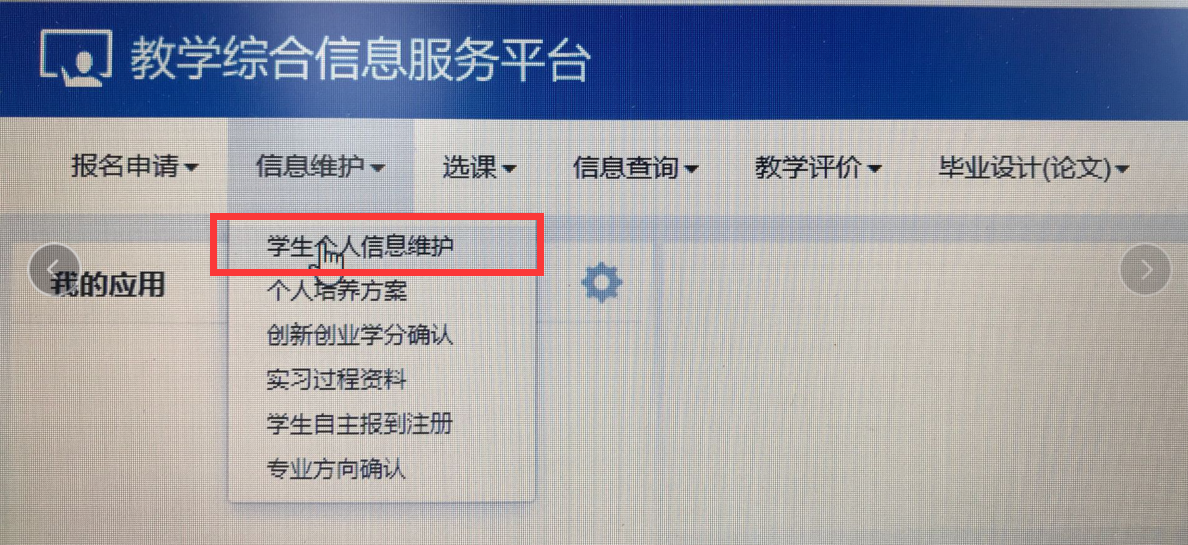 教学综合信息服务平台
报名申请 信息维护 选课 信息查询 教学评价 毕业设计(论文)
学生个人信息维护
我的应用
个人培养方案
创新创业学分确认
实习过程资料
学生自主报到注册
专业方向确认